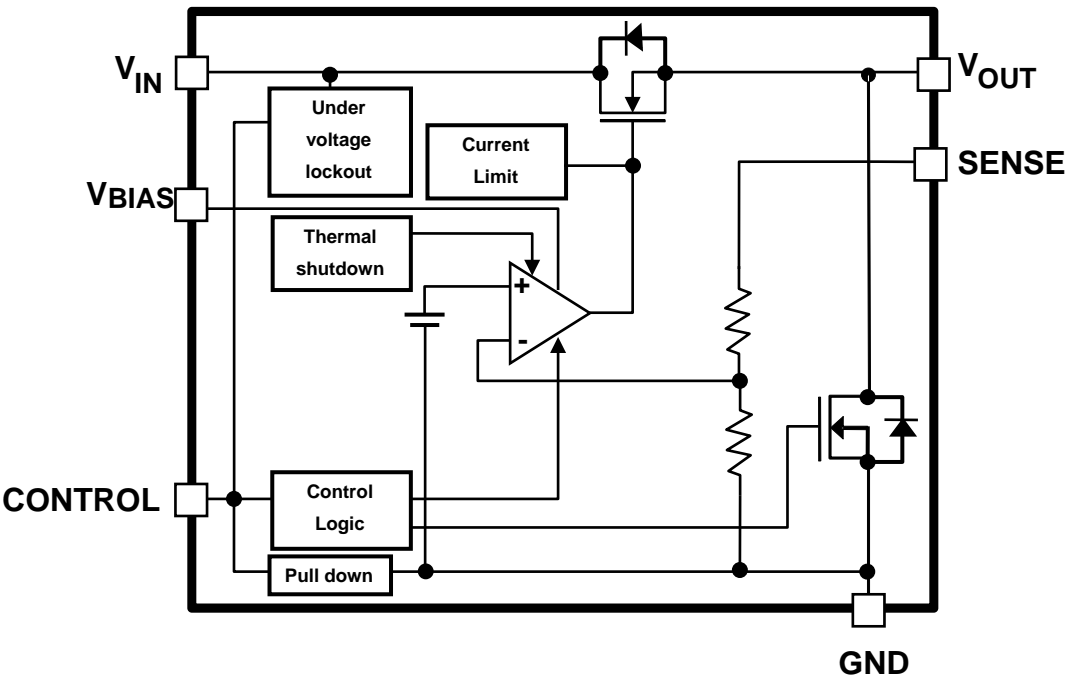 VIN
VOUT
Under
voltage
lockout
Current
Limit
SENSE
VBIAS
Thermal
shutdown
+
-
CONTROL
Control
Logic
Pull down
GND